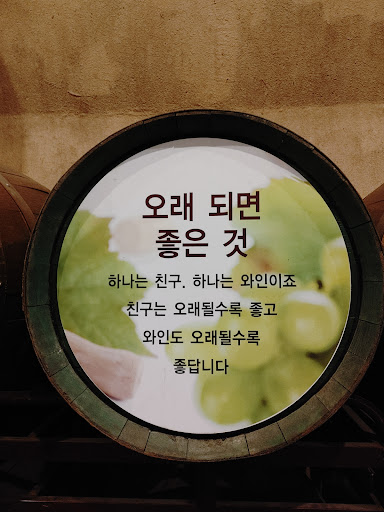 오래 되면
좋은 것
하나는 친구, 하나는 와인이죠
친구는 오래될수록 좋고
와인도 오래될수록
좋답니다